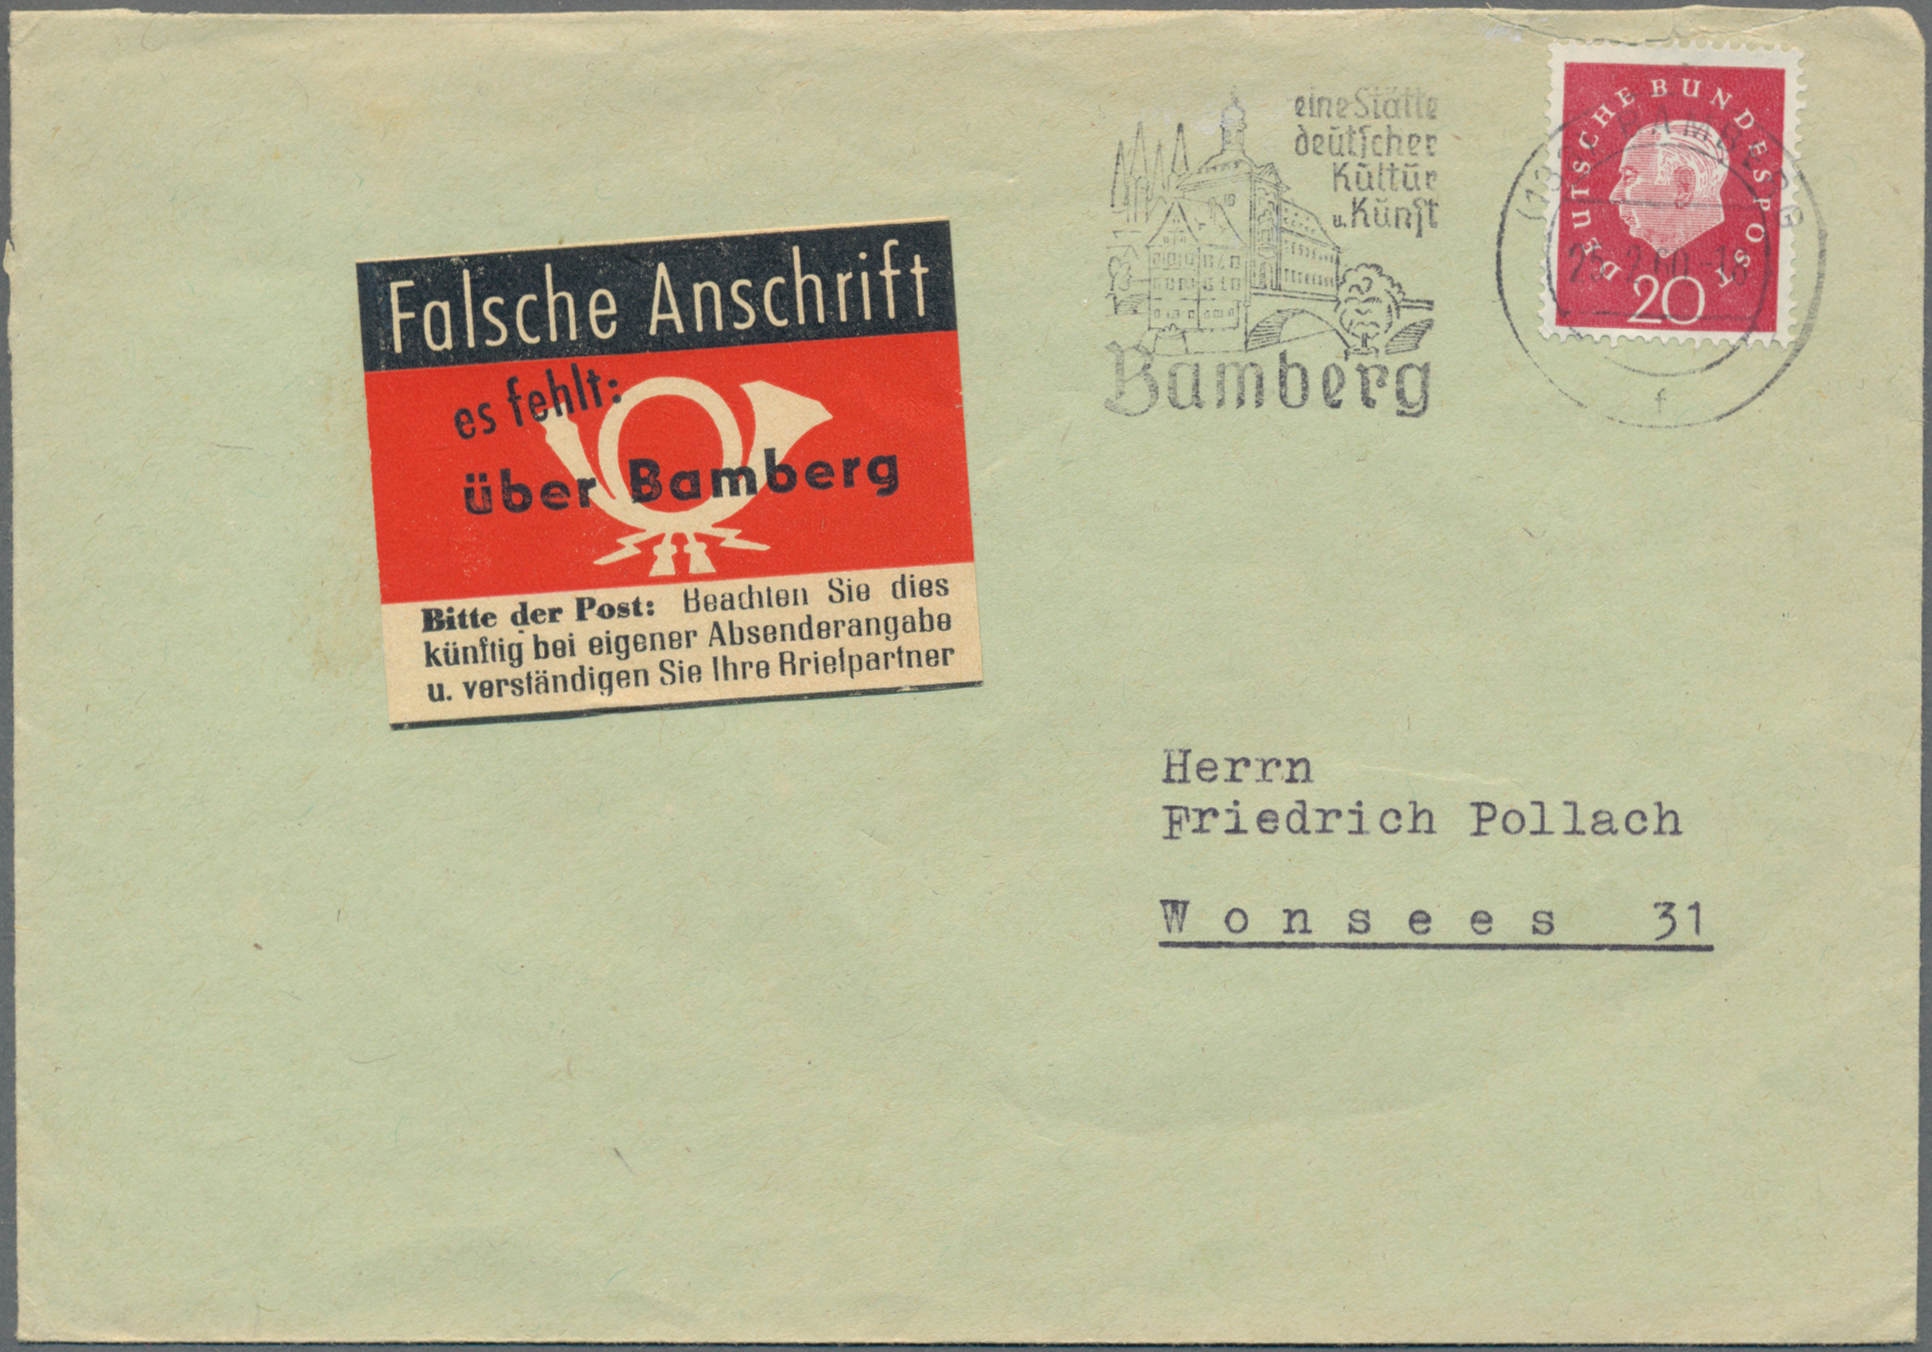 eine Stätte
deutscher
Kultur
u. Kunst
Bamberg
DEUTSCHE BUNDESPOST
20
f
Falsche Anschrift
es fehlt:
über Bamberg
Bitte der Post: Beachten Sie dies
künftig bei eigener Absenderangabe
u. verständigen Sie Ihre Briefpartner
Herrn
Friedrich Pollach
Wonsees 31